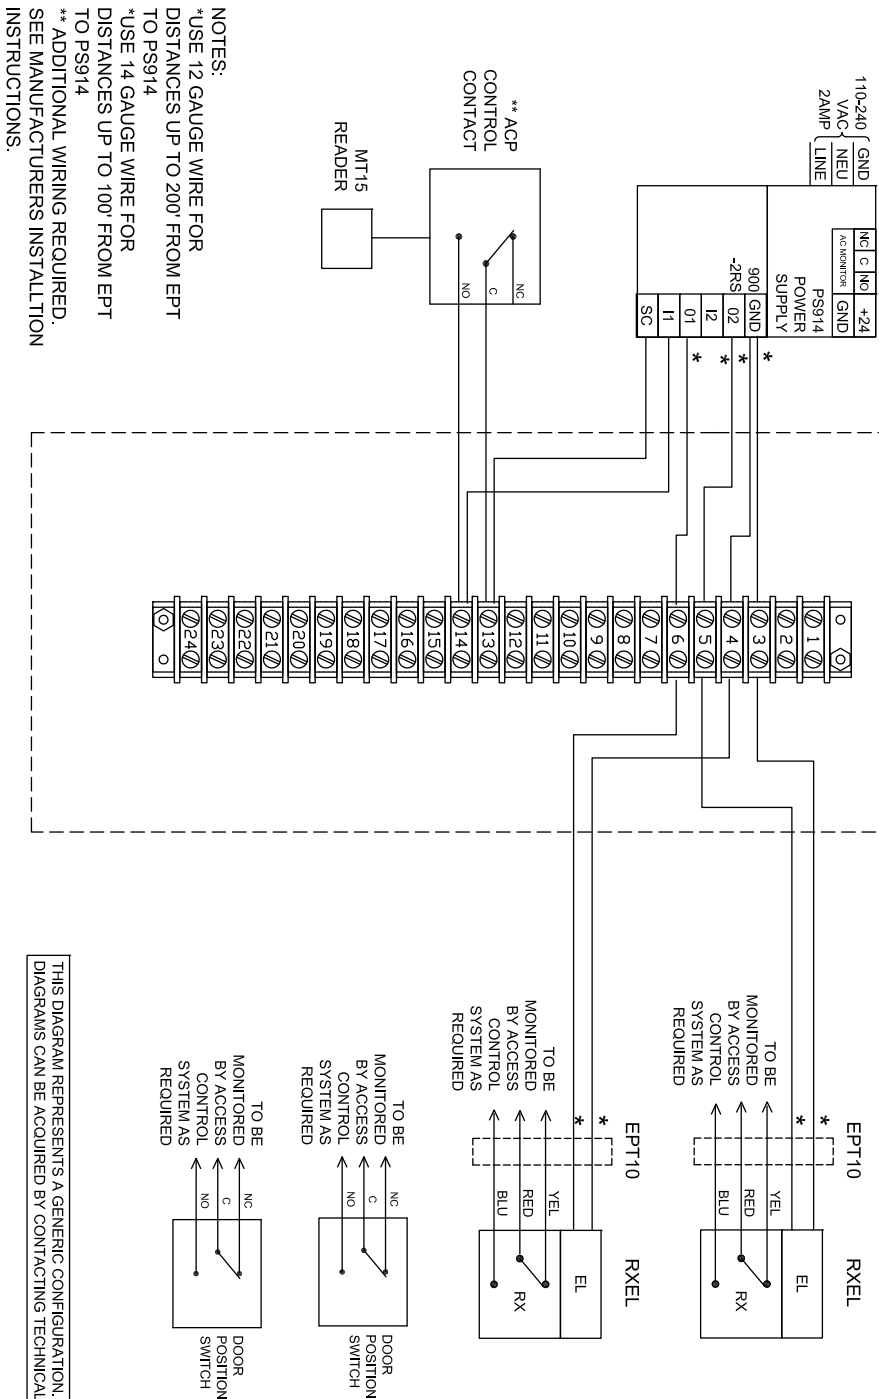 110-240
VAC
2AMP
GND
NEU
LINE
NC C NO
AC MONITOR
+24
GND
PS914
POWER
SUPPLY
900
-2RS
GND
02
I2
01
I1
SC
*
*
*
*
** ACP
CONTROL
CONTACT
NC
C
NO
MT15
READER
NOTES:
*USE 12 GAUGE WIRE FOR
DISTANCES UP TO 200' FROM EPT
TO PS914
*USE 14 GAUGE WIRE FOR
DISTANCES UP TO 100' FROM EPT
TO PS914
** ADDITIONAL WIRING REQUIRED.
SEE MANUFACTURERS INSTALLTION
INSTRUCTIONS.
1
2
3
4
5
6
7
8
9
10
11
12
13
14
15
16
17
18
19
20
21
22
23
24
EPT10
RXEL
*
*
EL
TO BE
MONITORED
BY ACCESS
CONTROL
SYSTEM AS
REQUIRED
YEL
RED
BLU
RX
EPT10
RXEL
*
*
EL
TO BE
MONITORED
BY ACCESS
CONTROL
SYSTEM AS
REQUIRED
YEL
RED
BLU
RX
TO BE
MONITORED
BY ACCESS
CONTROL
SYSTEM AS
REQUIRED
NC
C
NO
DOOR
POSITION
SWITCH
TO BE
MONITORED
BY ACCESS
CONTROL
SYSTEM AS
REQUIRED
NC
C
NO
DOOR
POSITION
SWITCH
THIS DIAGRAM REPRESENTS A GENERIC CONFIGURATION.
DIAGRAMS CAN BE ACQUIRED BY CONTACTING TECHNICAL